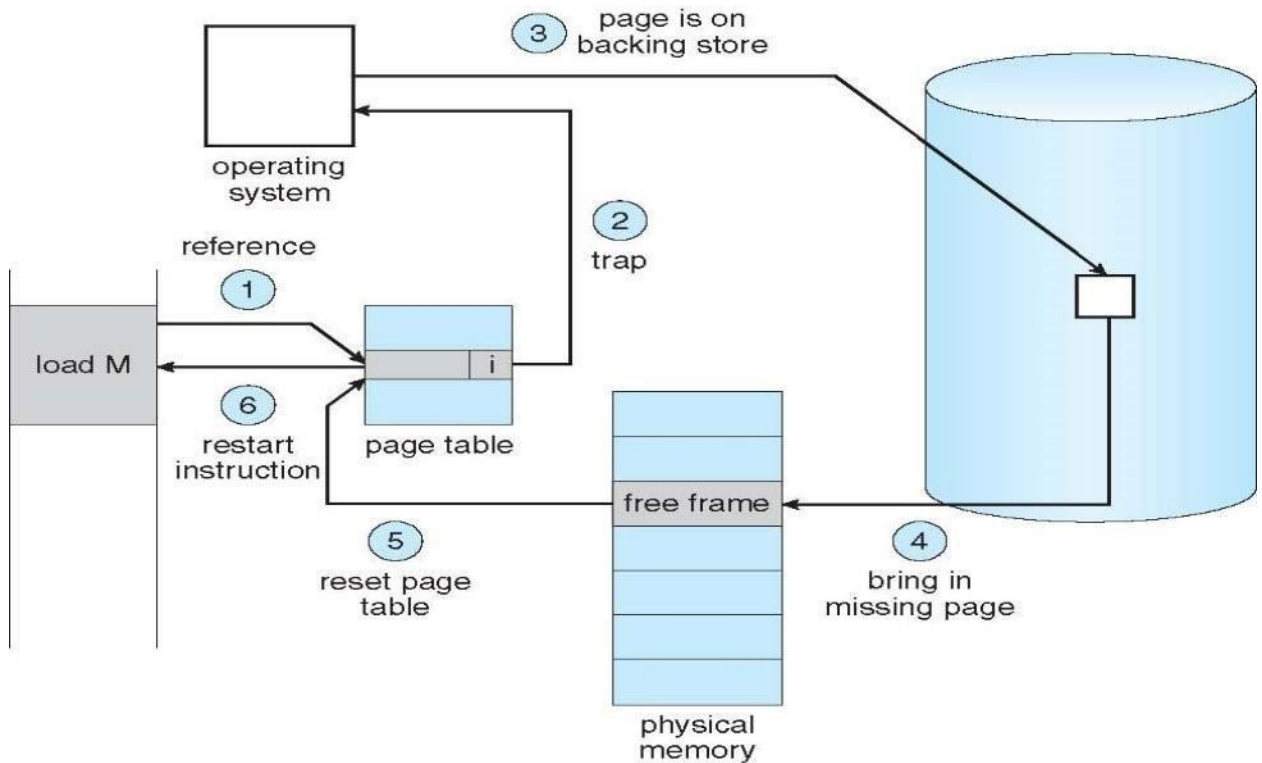 3
page is on
backing store
operating
system
2
trap
reference
1
load M
i
6
restart
instruction
page table
free frame
5
reset page
table
4
bring in
missing page
physical
memory